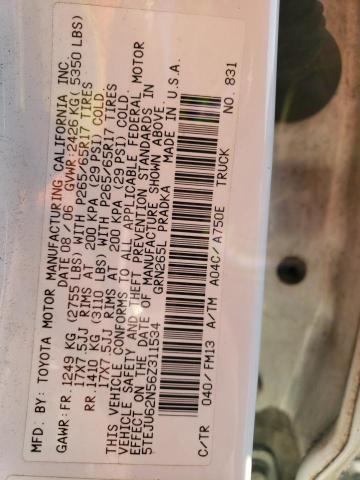 MFD. BY: TOYOTA MOTOR MANUFACTURING CALIFORNIA INC.
DATE 08/06 GVWR: 2426 KG ( 5350 LBS)
GAWR: FR. 1249 KG (2755 LBS) WITH P265/65R17 TIRES
17X7.5JJ RIMS AT 200 KPA (29 PSI) COLD
RR. 1410 KG (3110 LBS) WITH P265/65R17 TIRES
17X7.5JJ RIMS AT 200 KPA (29 PSI) COLD.
THIS VEHICLE CONFORMS TO ALL APPLICABLE FEDERAL MOTOR
VEHICLE SAFETY AND THEFT PREVENTION STANDARDS IN
EFFECT ON THE DATE OF MANUFACTURE SHOWN ABOVE.
5TEJU62N56Z311534 GRN265L PRADKA MADE IN U.S.A.
C/TR 040/FM13 A/TM A04C/A750E TRUCK NO. 831